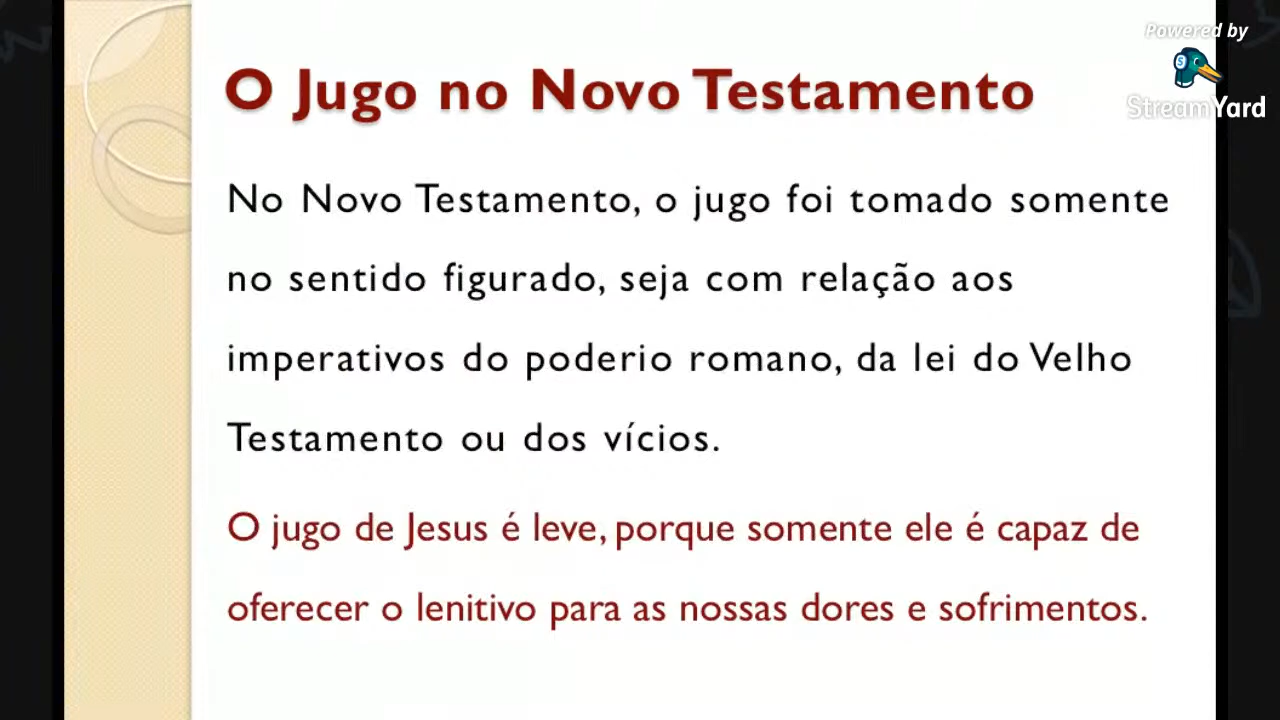 Powered by
StreamYard
O Jugo no Novo Testamento
No Novo Testamento, o jugo foi tomado somente
no sentido figurado, seja com relação aos
imperativos do poderio romano, da lei do Velho
Testamento ou dos vícios.
O jugo de Jesus é leve, porque somente ele é capaz de
oferecer o lenitivo para as nossas dores e sofrimentos.